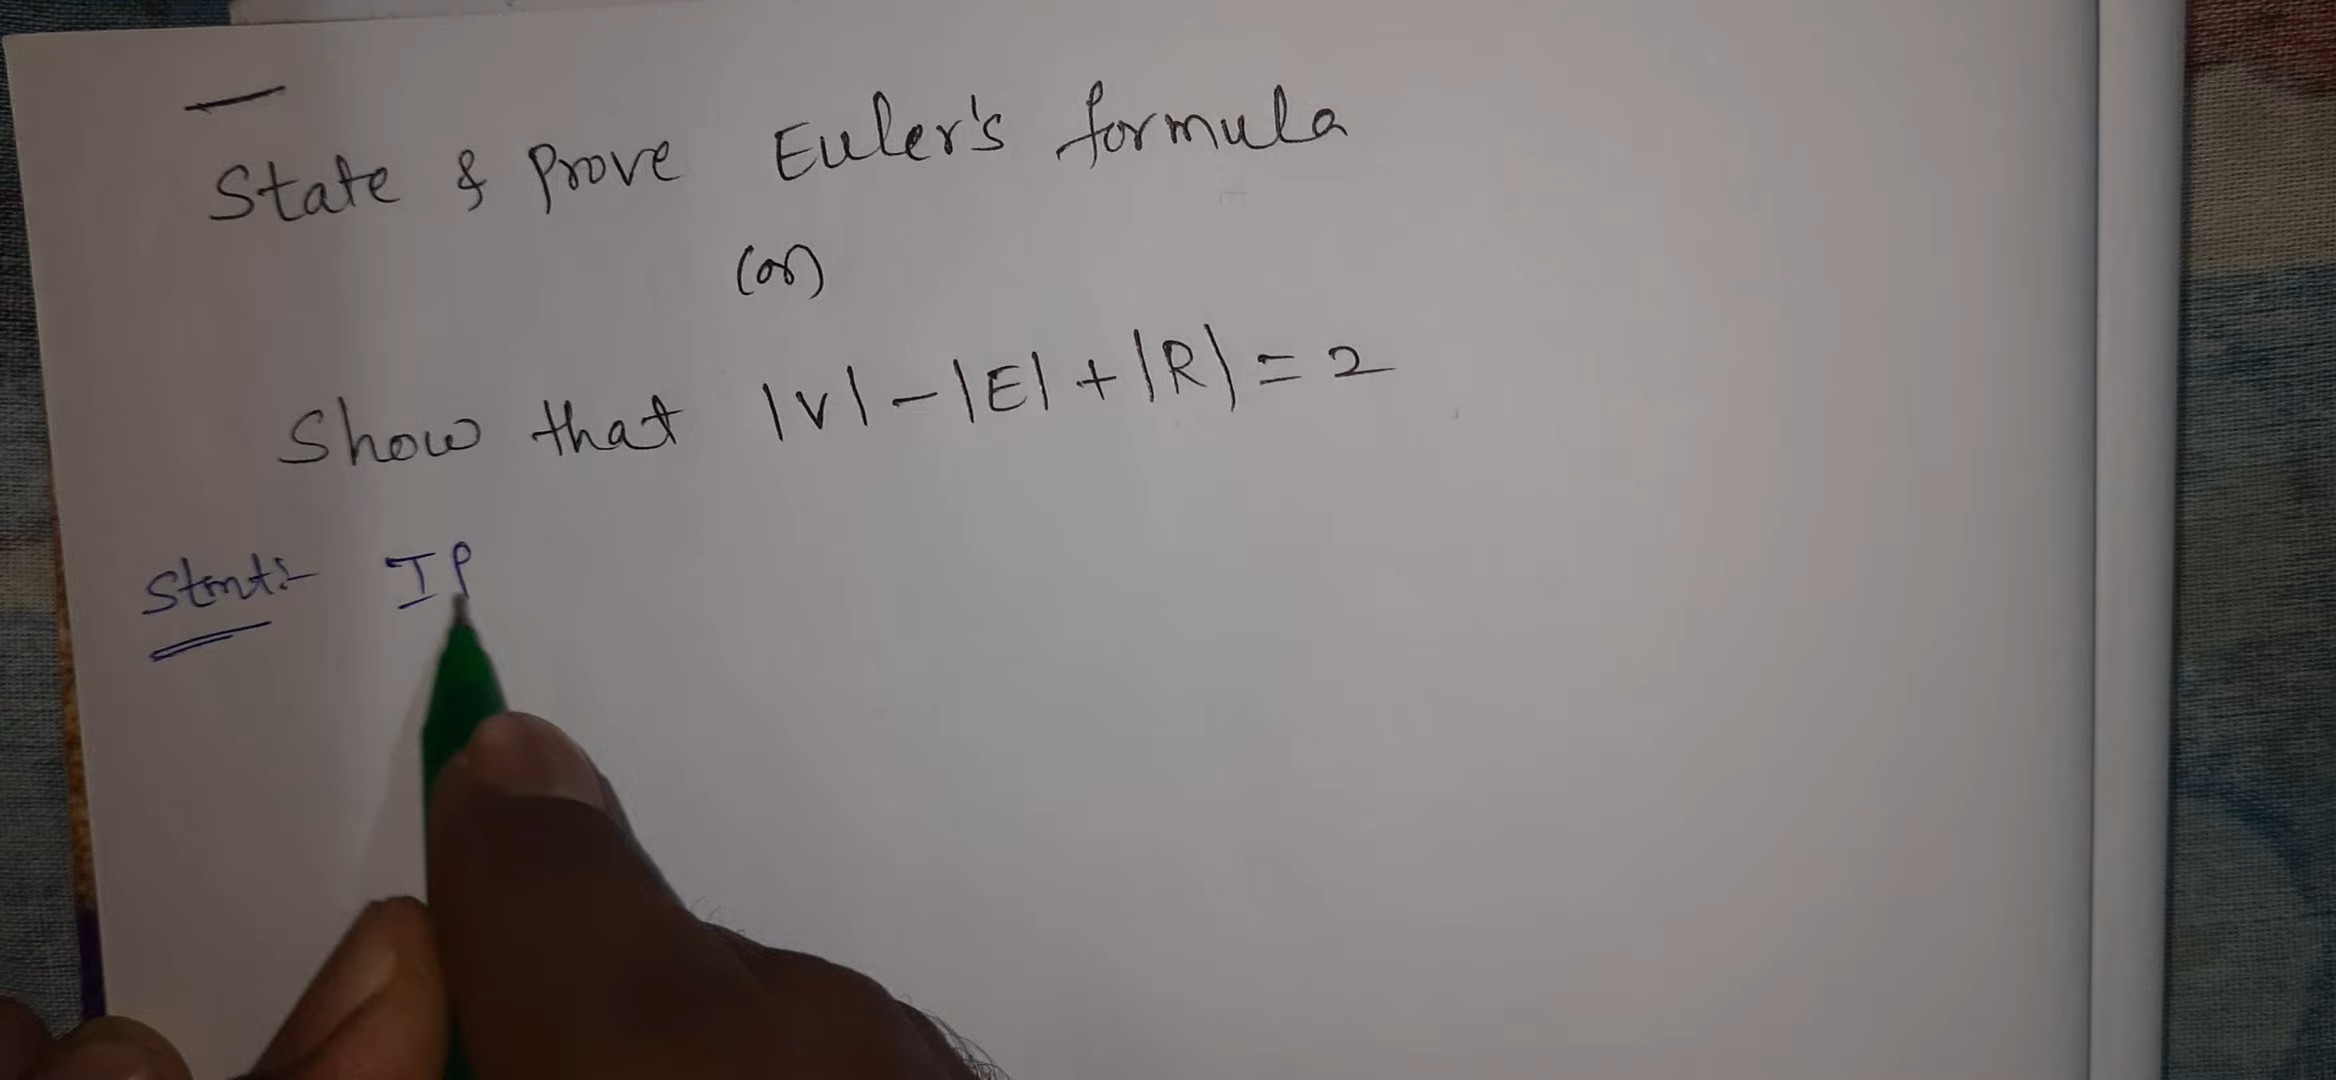 State & Prove Euler's formula
(or)
Show that |V| - |E| + |R| = 2
Stmt:- If